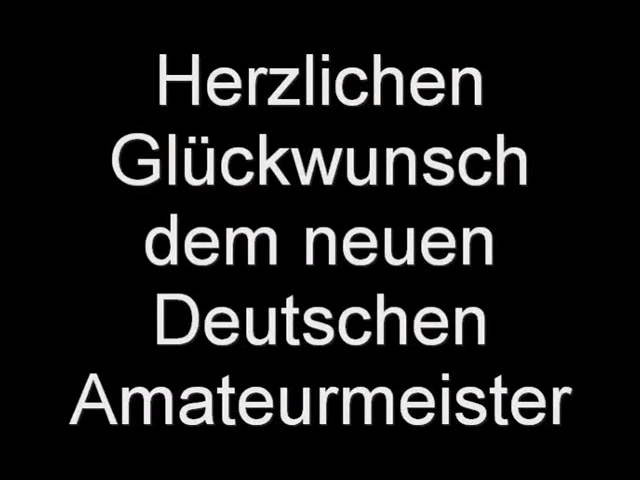 Herzlichen
Glückwunsch
dem neuen
Deutschen
Amateurmeister